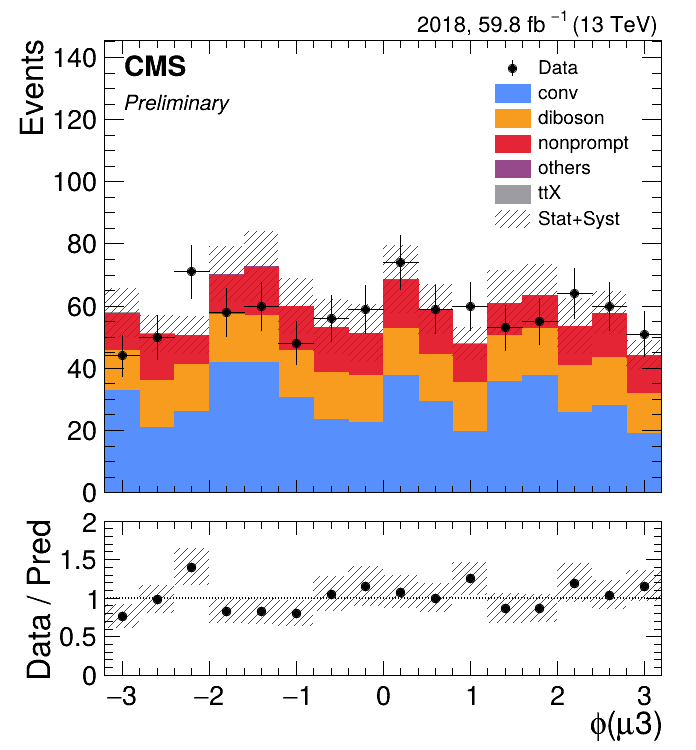 2018, 59.8 fb⁻¹ (13 TeV)
Events
140
120
100
80
60
40
20
0
CMS
Preliminary
Data
conv
diboson
nonprompt
others
ttX
Stat+Syst
Data / Pred
2
1.5
1
0.5
0
−3 −2 −1 0 1 2 3
ϕ(μ3)